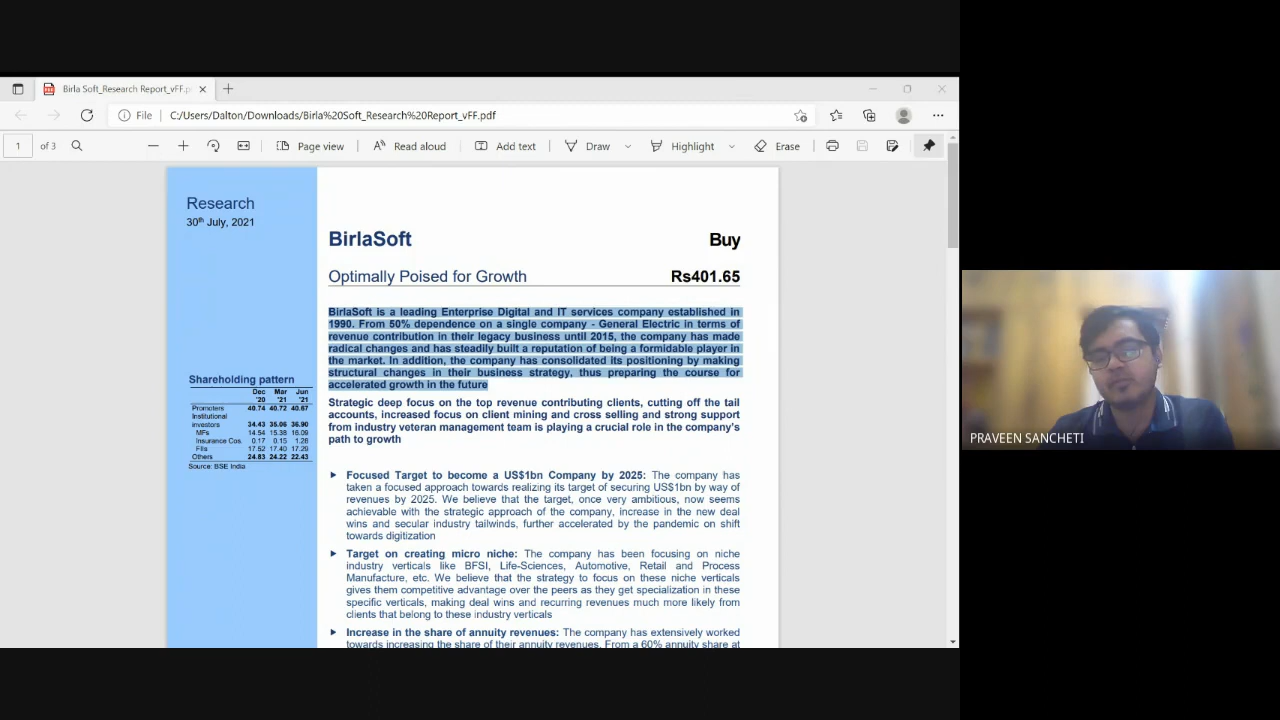 Birla Soft_Research Report_vFF.p
File
C:/Users/Dalton/Downloads/Birla%20Soft_Research%20Report_vFF.pdf
1 of 3
Page view
Read aloud
Add text
Draw
Highlight
Erase
Research
30th July, 2021
BirlaSoft
Buy
Optimally Poised for Growth
Rs401.65
BirlaSoft is a leading Enterprise Digital and IT services company established in
1990. From 50% dependence on a single company - General Electric in terms of
revenue contribution in their legacy business until 2015, the company has made
radical changes and has steadily built a reputation of being a formidable player in
the market. In addition, the company has consolidated its positioning by making
structural changes in their business strategy, thus preparing the course for
accelerated growth in the future
Strategic deep focus on the top revenue contributing clients, cutting off the tail
accounts, increased focus on client mining and cross selling and strong support
from industry veteran management team is playing a crucial role in the company's
path to growth
Shareholding pattern
Dec Mar Jun
'20 '21 '21
Promoters 40.74 40.72 40.67
Institutional
investors 34.43 35.06 36.90
MFs 14.54 15.38 16.09
Insurance Cos. 0.17 0.15 1.28
FIIs 17.52 17.40 17.29
Others 24.83 24.22 22.43
Source: BSE India
Focused Target to become a US$1bn Company by 2025: The company has
taken a focused approach towards realizing its target of securing US$1bn by way of
revenues by 2025. We believe that the target, once very ambitious, now seems
achievable with the strategic approach of the company, increase in the new deal
wins and secular industry tailwinds, further accelerated by the pandemic on shift
towards digitization
Target on creating micro niche: The company has been focusing on niche
industry verticals like BFSI, Life-Sciences, Automotive, Retail and Process
Manufacture, etc. We believe that the strategy to focus on these niche verticals
gives them competitive advantage over the peers as they get specialization in these
specific verticals, making deal wins and recurring revenues much more likely from
clients that belong to these industry verticals
Increase in the share of annuity revenues: The company has extensively worked
towards increasing the share of their annuity revenues. From a 60% annuity share at
PRAVEEN SANCHETI